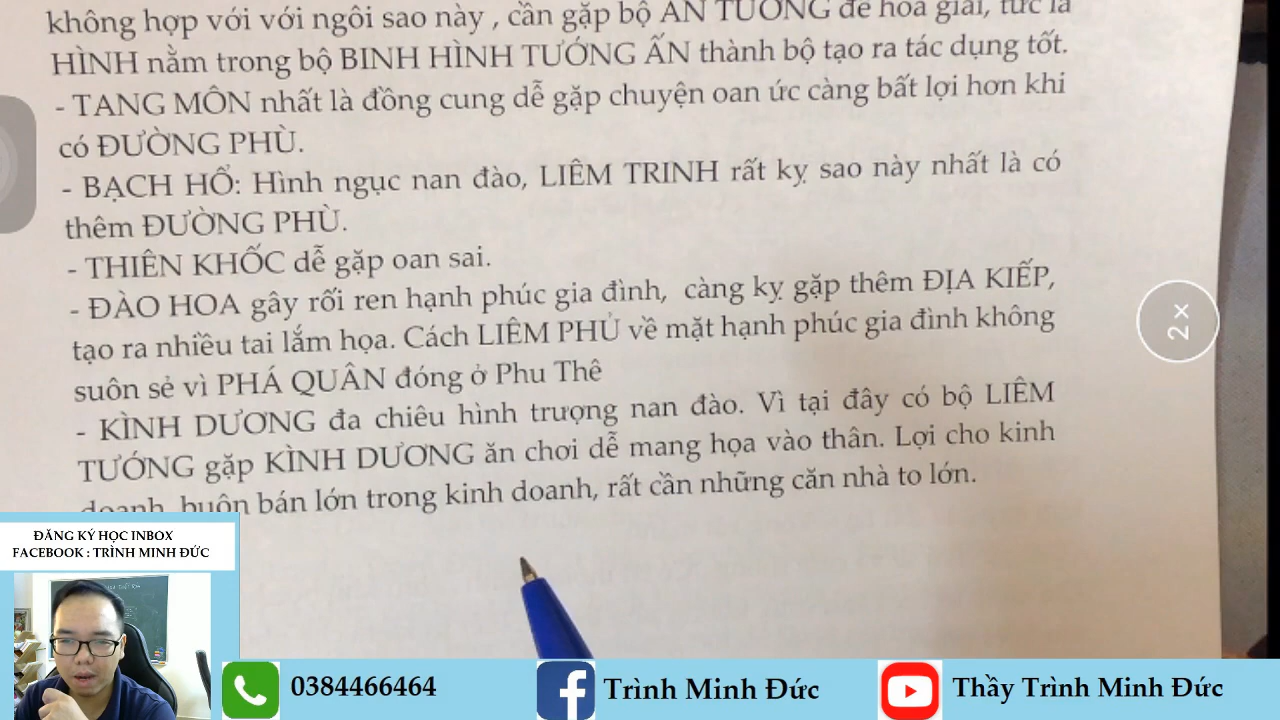 không hợp với với ngôi sao này , cần gặp bộ ẤN TƯỚNG để hóa giải, tức là
HÌNH nằm trong bộ BINH HÌNH TƯỚNG ẤN thành bộ tạo ra tác dụng tốt.
- TANG MÔN nhất là đồng cung dễ gặp chuyện oan ức càng bất lợi hơn khi
có ĐƯỜNG PHÙ.
- BẠCH HỔ: Hình ngục nan đào, LIÊM TRINH rất kỵ sao này nhất là có
thêm ĐƯỜNG PHÙ.
- THIÊN KHỐC dễ gặp oan sai.
- ĐÀO HOA gây rối ren hạnh phúc gia đình, càng kỵ gặp thêm ĐỊA KIẾP,
tạo ra nhiều tai lắm họa. Cách LIÊM PHỦ về mặt hạnh phúc gia đình không
suôn sẻ vì PHÁ QUÂN đóng ở Phu Thê
- KÌNH DƯƠNG đa chiêu hình trượng nan đào. Vì tại đây có bộ LIÊM
TƯỚNG gặp KÌNH DƯƠNG ăn chơi dễ mang họa vào thân. Lợi cho kinh
doanh, buôn bán lớn trong kinh doanh, rất cần những căn nhà to lớn.
2×
ĐĂNG KÝ HỌC INBOX
FACEBOOK : TRÌNH MINH ĐỨC
0384466464
Trình Minh Đức
Thầy Trình Minh Đức